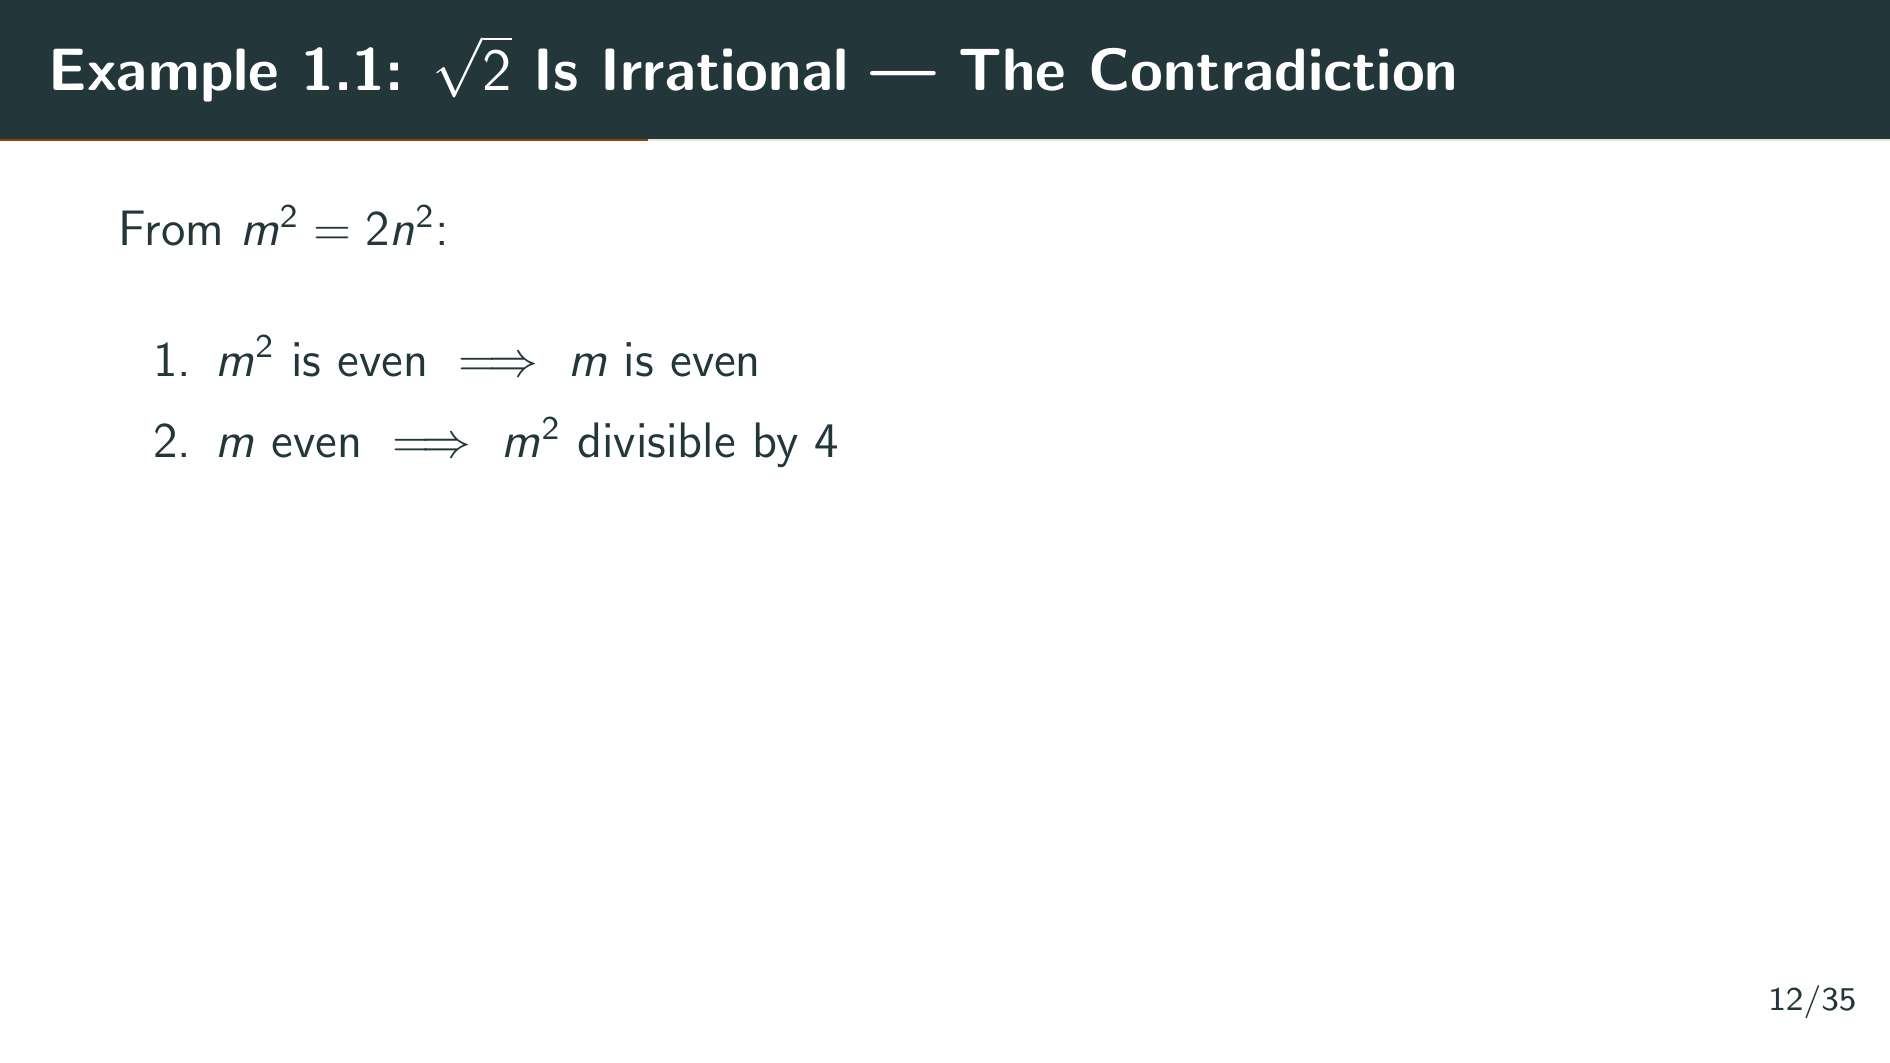 Example 1.1: √2 Is Irrational — The Contradiction
From m² = 2n²:
1. m² is even ⟹ m is even
2. m even ⟹ m² divisible by 4
12/35